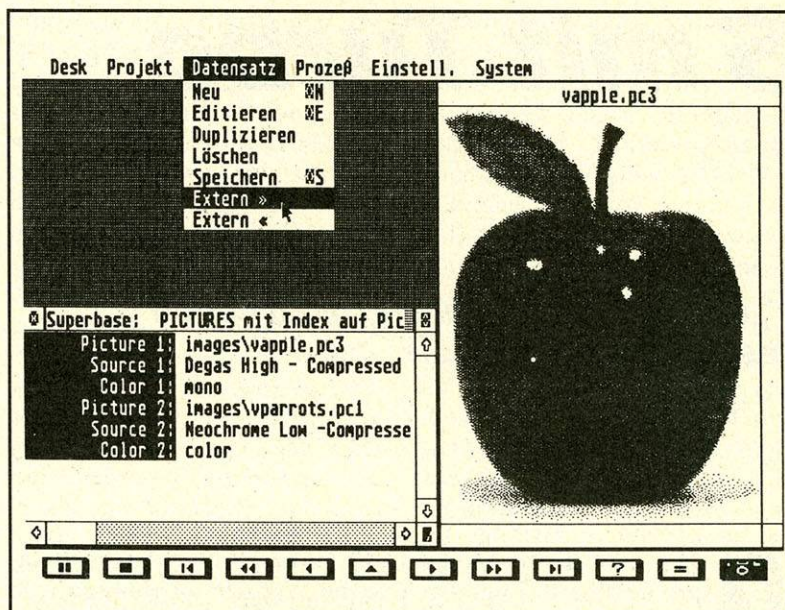 Desk Projekt Datensatz Prozeβ Einstell. System
Neu ⌧N
Editieren ⌧E
Duplizieren
Löschen
Speichern ⌧S
Extern »
Extern «
vapple.pc3
Superbase: PICTURES mit Index auf Pic
Picture 1: images\vapple.pc3
Source 1: Degas High - Compressed
Color 1: mono
Picture 2: images\vparrots.pc1
Source 2: Neochrome Low -Compresse
Color 2: color
? =